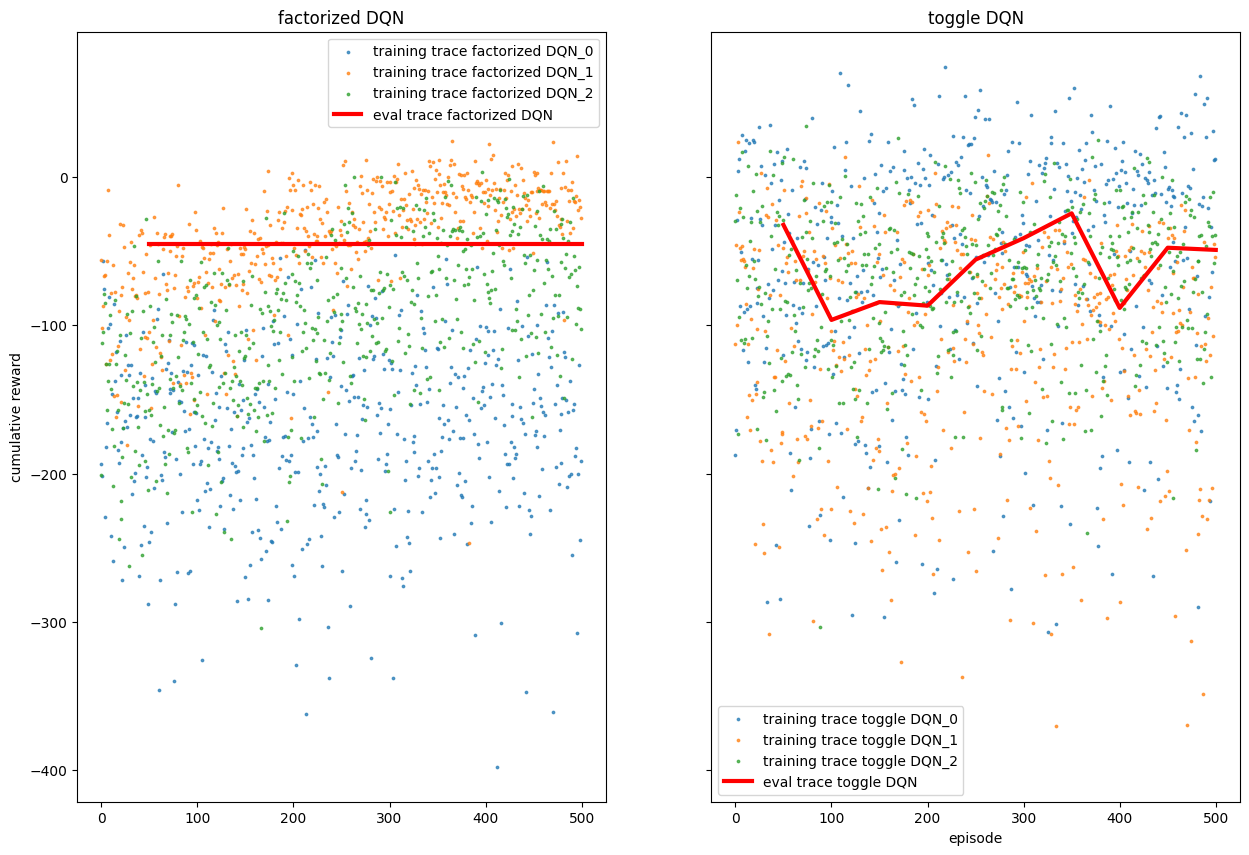 factorized DQN
training trace factorized DQN_0
training trace factorized DQN_1
training trace factorized DQN_2
eval trace factorized DQN
0
−100
−200
−300
−400
cumulative reward
0
100
200
300
400
500
toggle DQN
training trace toggle DQN_0
training trace toggle DQN_1
training trace toggle DQN_2
eval trace toggle DQN
0
100
200
300
400
500
episode